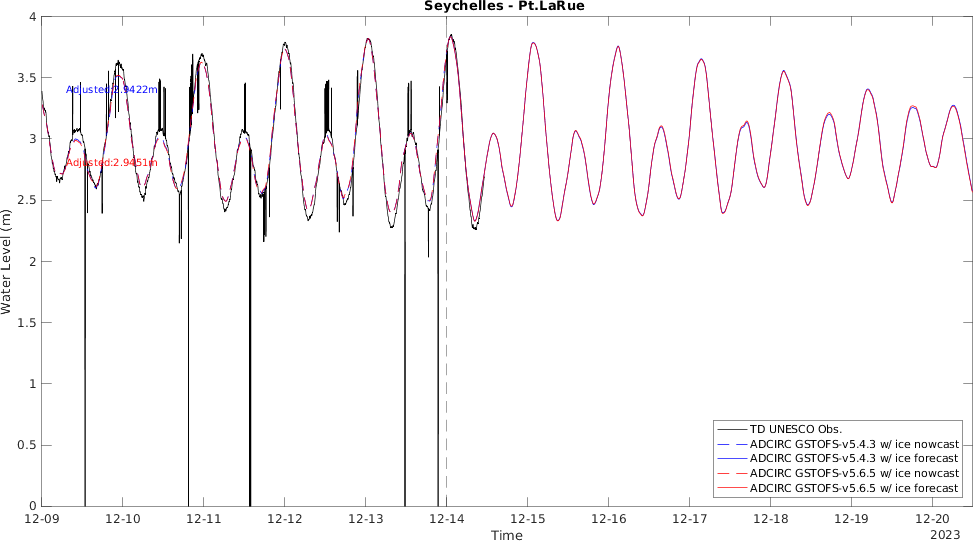 Seychelles - Pt.LaRue
4
3.5
3
2.5
2
1.5
1
0.5
0
Water Level (m)
Adjusted:2.9422m
Adjusted:2.9451m
TD UNESCO Obs.
ADCIRC GSTOFS-v5.4.3 w/ ice nowcast
ADCIRC GSTOFS-v5.4.3 w/ ice forecast
ADCIRC GSTOFS-v5.6.5 w/ ice nowcast
ADCIRC GSTOFS-v5.6.5 w/ ice forecast
12-09 12-10 12-11 12-12 12-13 12-14 12-15 12-16 12-17 12-18 12-19 12-20
2023
Time